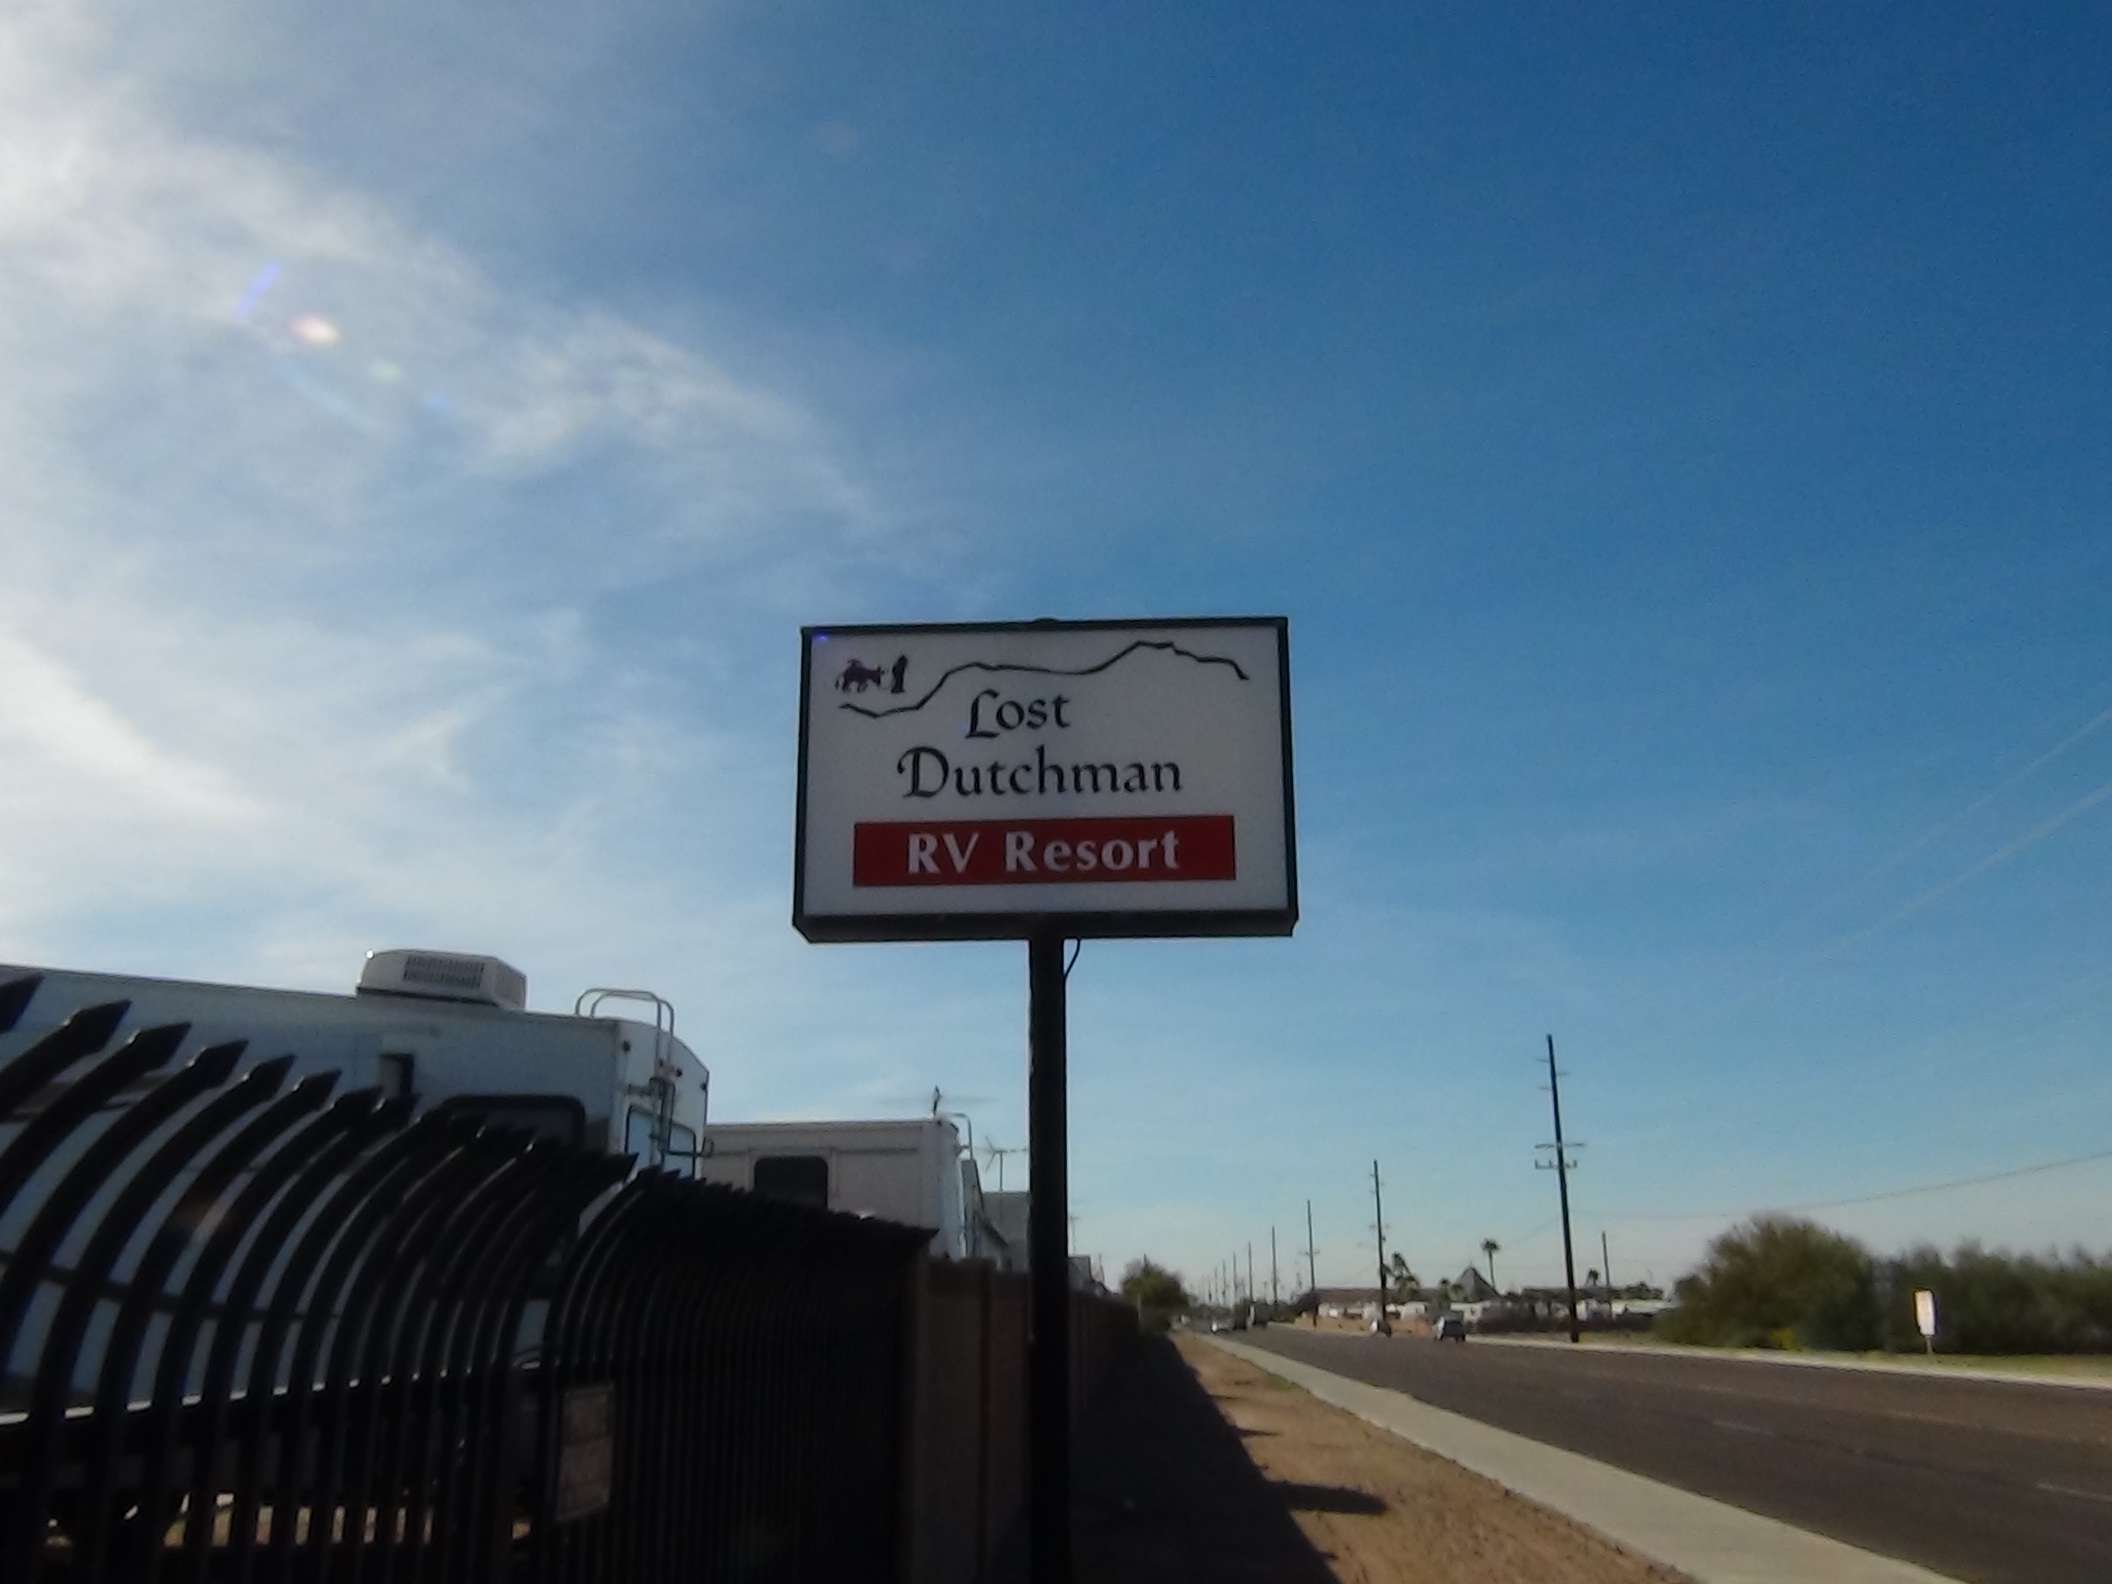 Lost
Dutchman
RV Resort